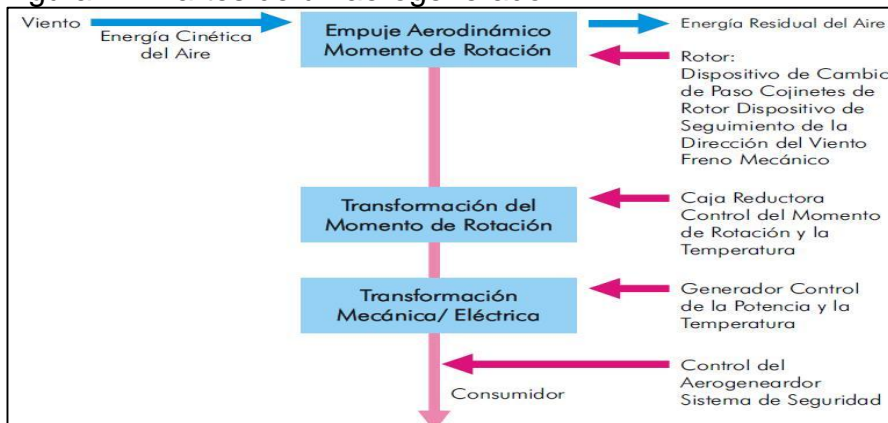 Viento
Energía Cinética
del Aire
Empuje Aerodinámico
Momento de Rotación
Energía Residual del Aire
Rotor:
Dispositivo de Cambio
de Paso Cojinetes de
Rotor Dispositivo de
Seguimiento de la
Dirección del Viento
Freno Mecánico
Transformación del
Momento de Rotación
Caja Reductora
Control del Momento
de Rotación y la
Temperatura
Transformación
Mecánica/ Eléctrica
Generador Control
de la Potencia y la
Temperatura
Consumidor
Control del
Aerogeneardor
Sistema de Seguridad